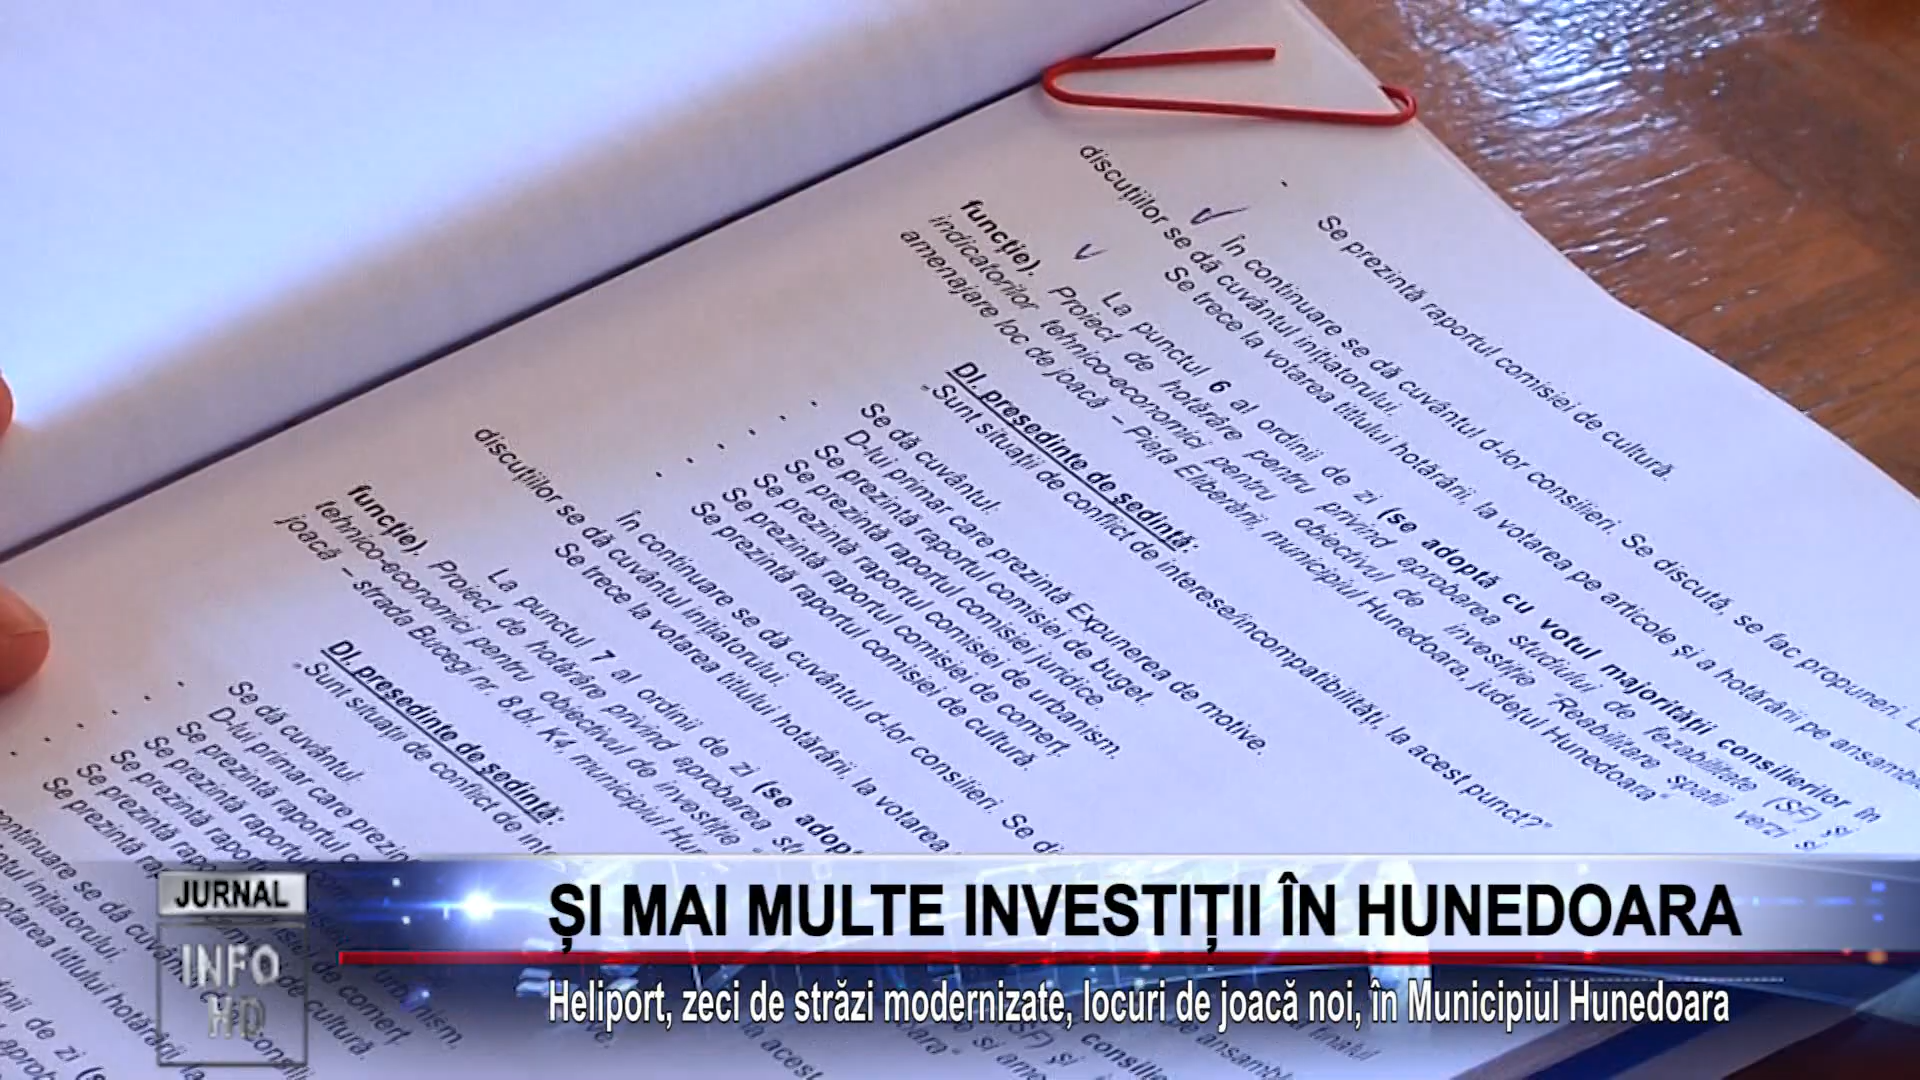 Se prezintă raportul comisiei de cultură.
În continuare se dă cuvântul d-lor consilieri. Se discută, se fac propuneri.
discuțiilor se dă cuvântul inițiatorului.
Se trece la votarea titlului hotărârii, la votarea pe articole și a hotărârii pe
La punctul 6 al ordinii de zi (se adoptă cu votul majorității consilierilor în
funcție). Proiect de hotărâre pentru privind aprobarea studiului de fezabilitate (SF) și
indicatorilor tehnico-economici pentru obiectivul de investiție "Reabilitare spații verzi și
amenajare loc de joacă – Piața Eliberării, municipiul Hunedoara, județul Hunedoara"
Dl. președinte de ședință:
„Sunt situații de conflict de interese/incompatibilități, la acest punct?"
Se dă cuvântul:
D-lui primar care prezintă Expunerea de motive.
Se prezintă raportul comisiei de buget.
Se prezintă raportul comisiei juridice.
Se prezintă raportul comisiei de urbanism.
Se prezintă raportul comisiei de comerț.
Se prezintă raportul comisiei de cultură.
În continuare se dă cuvântul d-lor consilieri. Se
discuțiilor se dă cuvântul inițiatorului.
Se trece la votarea titlului hotărârii, la votarea
La punctul 7 al ordinii de zi (se
funcție). Proiect de hotărâre privind aprobarea
tehnico-economici pentru obiectivul de investiție
joacă – strada Bucegi nr. 8,bl. K4 municipiul
Dl. președinte de ședință:
„Sunt situații de conflict de
Se dă cuvântul:
D-lui primar care
Se prezintă raportul
Se prezintă raportul
Se prezintă
Se prezintă
Se prezintă
JURNAL
INFO
HD
ȘI MAI MULTE INVESTIȚII ÎN HUNEDOARA
Heliport, zeci de străzi modernizate, locuri de joacă noi, în Municipiul Hunedoara